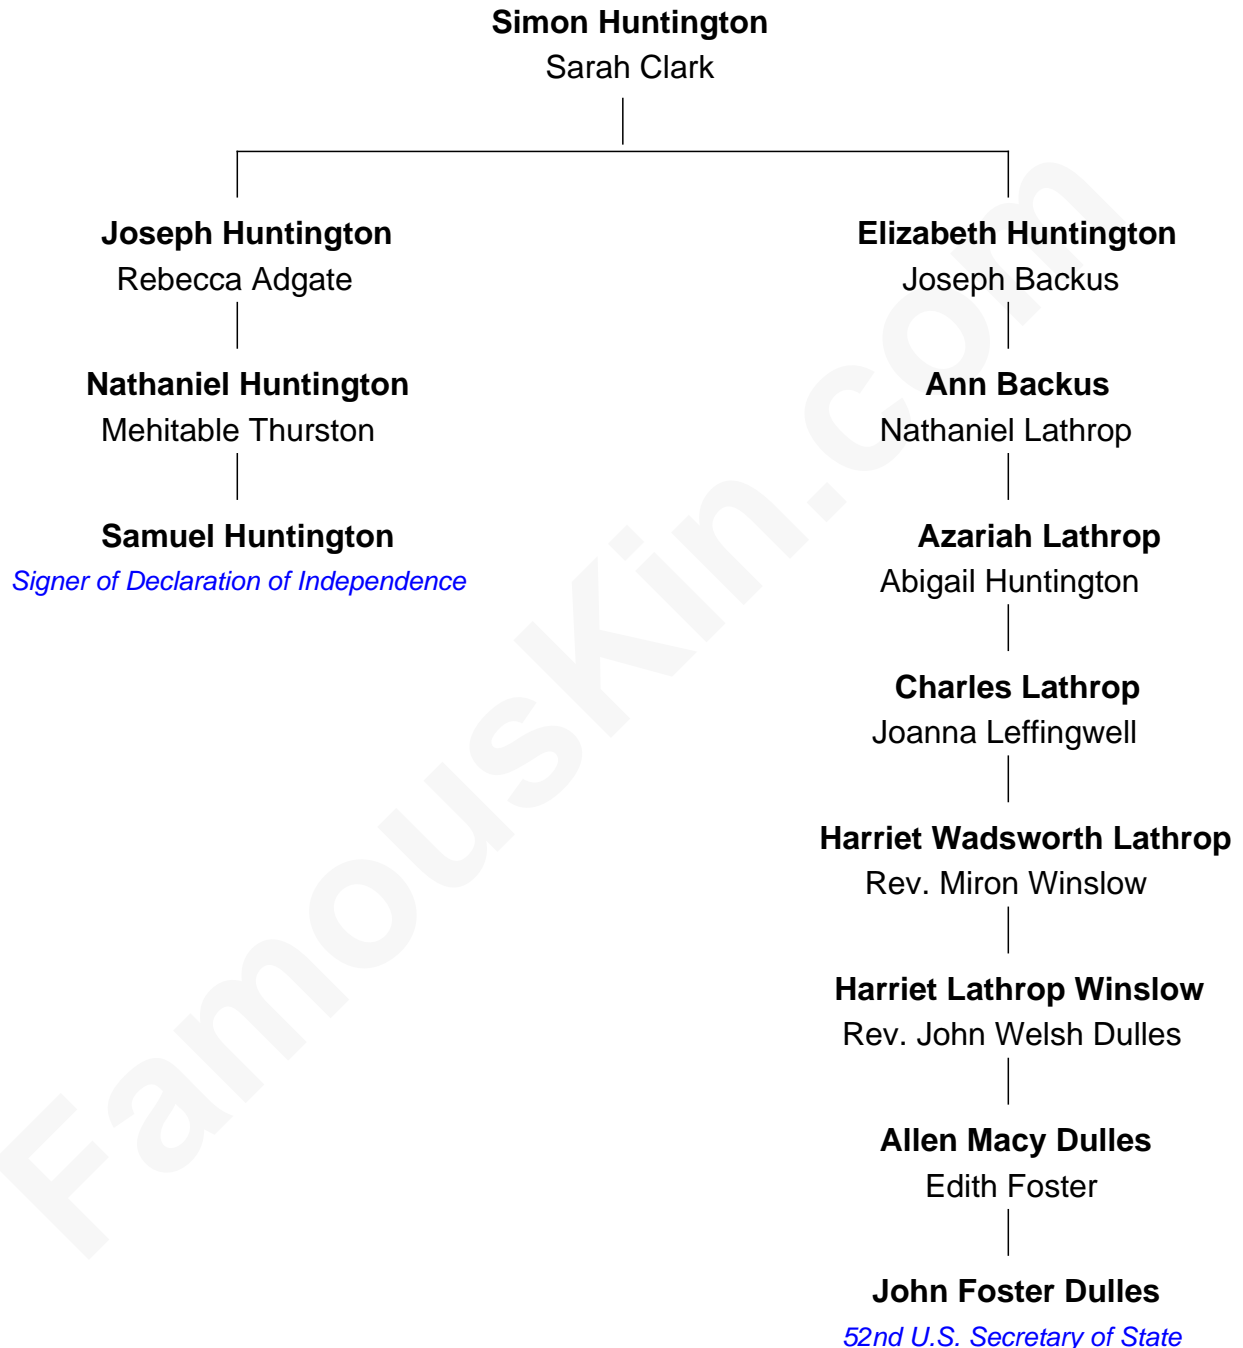 Simon Huntington
Sarah Clark
Joseph Huntington
Rebecca Adgate
Nathaniel Huntington
Mehitable Thurston
Samuel Huntington
Signer of Declaration of Independence
Elizabeth Huntington
Joseph Backus
Ann Backus
Nathaniel Lathrop
Azariah Lathrop
Abigail Huntington
Charles Lathrop
Joanna Leffingwell
Harriet Wadsworth Lathrop
Rev. Miron Winslow
Harriet Lathrop Winslow
Rev. John Welsh Dulles
Allen Macy Dulles
Edith Foster
John Foster Dulles
52nd U.S. Secretary of State
FamousKin.com